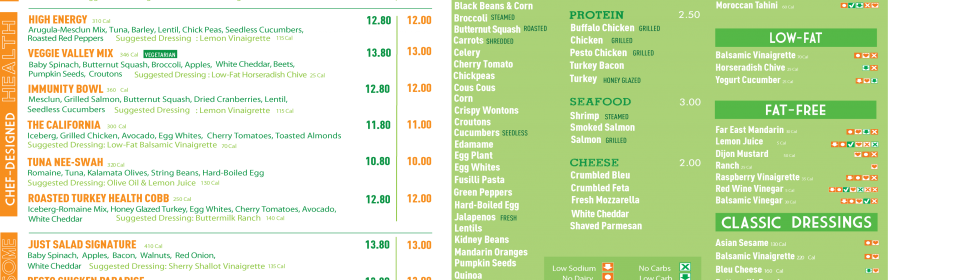 CHEF-DESIGNED HEALTH
HIGH ENERGY 510 Cal 12.80 12.00
Arugula-Mesclun Mix, Tuna, Barley, Lentil, Chick Peas, Seedless Cucumbers,
Roasted Red Peppers Suggested Dressing : Lemon Vinaigrette 115 Cal
VEGGIE VALLEY MIX 346 Cal VEGETARIAN 13.80 13.00
Baby Spinach, Butternut Squash, Broccoli, Apples, White Cheddar, Beets,
Pumpkin Seeds, Croutons Suggested Dressing : Low-Fat Horseradish Chive 25 Cal
IMMUNITY BOWL 360 Cal 12.80 12.00
Mesclun, Grilled Salmon, Butternut Squash, Dried Cranberries, Lentil,
Seedless Cucumbers Suggested Dressing : Lemon Vinaigrette 115 Cal
THE CALIFORNIA 300 Cal 11.80 11.00
Iceberg, Grilled Chicken, Avocado, Egg Whites, Cherry Tomatoes, Toasted Almonds
Suggested Dressing: Low-Fat Balsamic Vinaigrette 70 Cal
TUNA NEE-SWAH 520 Cal 10.80 10.00
Romaine, Tuna, Kalamata Olives, String Beans, Hard-Boiled Egg
Suggested Dressing: Olive Oil & Lemon Juice 130 Cal
ROASTED TURKEY HEALTH COBB 250 Cal 12.80 12.00
Iceberg-Romaine Mix, Honey Glazed Turkey, Egg Whites, Cherry Tomatoes, Avocado,
White Cheddar Suggested Dressing: Buttermilk Ranch 140 Cal
JUST SALAD SIGNATURE 410 Cal 13.80 13.00
Baby Spinach, Apples, Bacon, Walnuts, Red Onion,
White Cheddar Suggested Dressing: Sherry Shallot Vinaigrette 135 Cal
Black Beans & Corn
Broccoli STEAMED
Butternut Squash ROASTED
Carrots SHREDDED
Celery
Cherry Tomato
Chickpeas
Cous Cous
Corn
Crispy Wontons
Croutons
Cucumbers SEEDLESS
Edamame
Egg Plant
Egg Whites
Fusilli Pasta
Green Peppers
Hard-Boiled Egg
Jalapenos FRESH
Lentils
Kidney Beans
Mandarin Oranges
Pumpkin Seeds
Quinoa
PROTEIN 2.50
Buffalo Chicken GRILLED
Chicken GRILLED
Pesto Chicken GRILLED
Turkey Bacon
Turkey HONEY GLAZED
SEAFOOD 3.00
Shrimp STEAMED
Smoked Salmon
Salmon GRILLED
CHEESE 2.00
Crumbled Bleu
Crumbled Feta
Fresh Mozzarella
White Cheddar
Shaved Parmesan
Low Sodium No Carbs
No Dairy Low Carb
Moroccan Tahini
LOW-FAT
Balsamic Vinaigrette
Horseradish Chive
Yogurt Cucumber
FAT-FREE
Far East Mandarin
Lemon Juice
Dijon Mustard
Ranch
Raspberry Vinaigrette
Red Wine Vinegar
Balsamic Vinegar
CLASSIC DRESSINGS
Asian Sesame
Balsamic Vinaigrette
Bleu Cheese